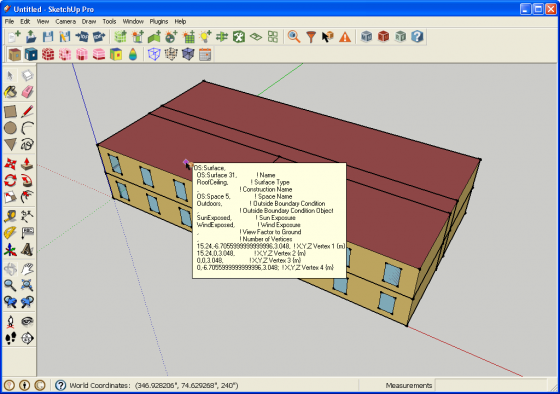 Untitled - SketchUp Pro
File Edit View Camera Draw Tools Window Plugins Help
OS:Surface,
OS:Surface 31, ! Name
RoofCeiling, ! Surface Type
, ! Construction Name
OS:Space 5, ! Space Name
Outdoors, ! Outside Boundary Condition
, ! Outside Boundary Condition Object
SunExposed, ! Sun Exposure
WindExposed, ! Wind Exposure
, ! View Factor to Ground
, ! Number of Vertices
15.24,-6.7055999999999996,3.048, ! X,Y,Z Vertex 1 {m}
15.24,0,3.048, ! X,Y,Z Vertex 2 {m}
0,0,3.048, ! X,Y,Z Vertex 3 {m}
0,-6.7055999999999996,3.048; ! X,Y,Z Vertex 4 {m}
World Coordinates: (346.928206", 74.629268", 240") Measurements